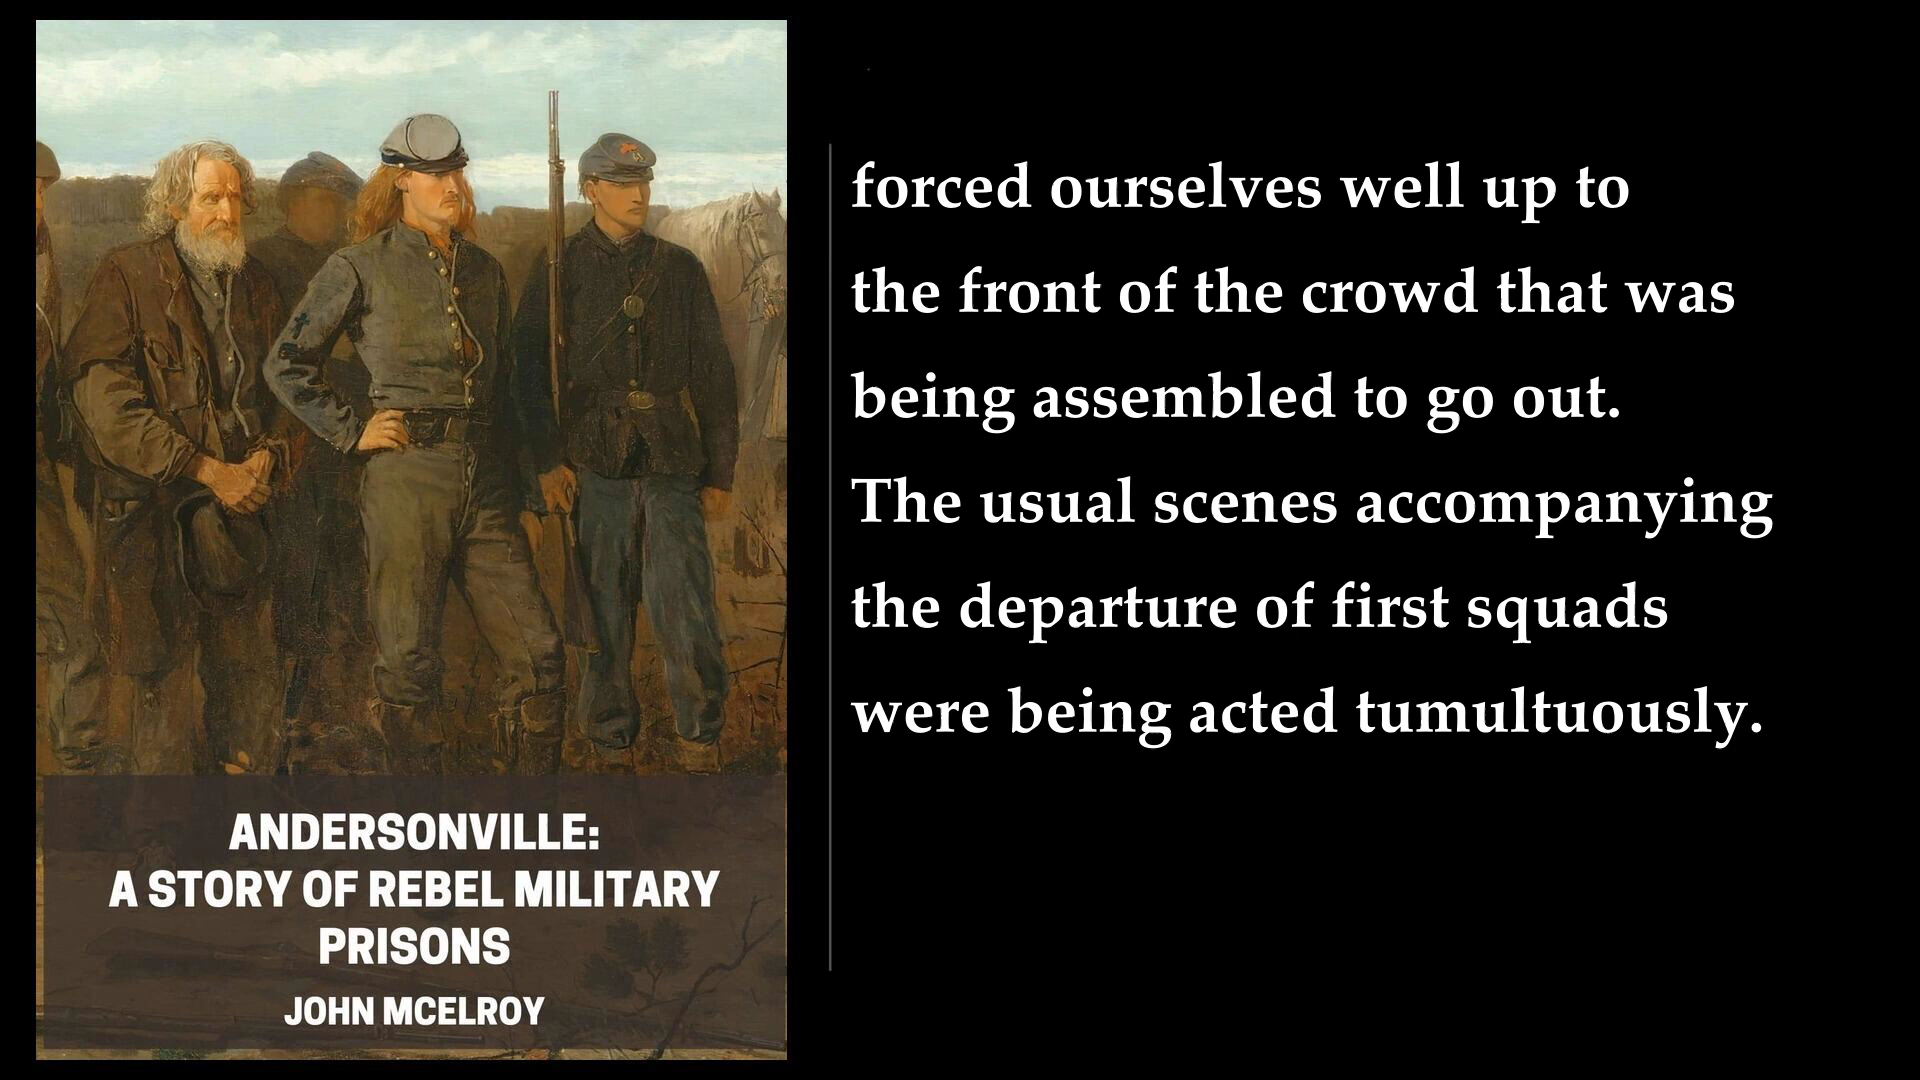 forced ourselves well up to
the front of the crowd that was
being assembled to go out.
The usual scenes accompanying
the departure of first squads
were being acted tumultuously.
ANDERSONVILLE:
A STORY OF REBEL MILITARY
PRISONS
JOHN MCELROY